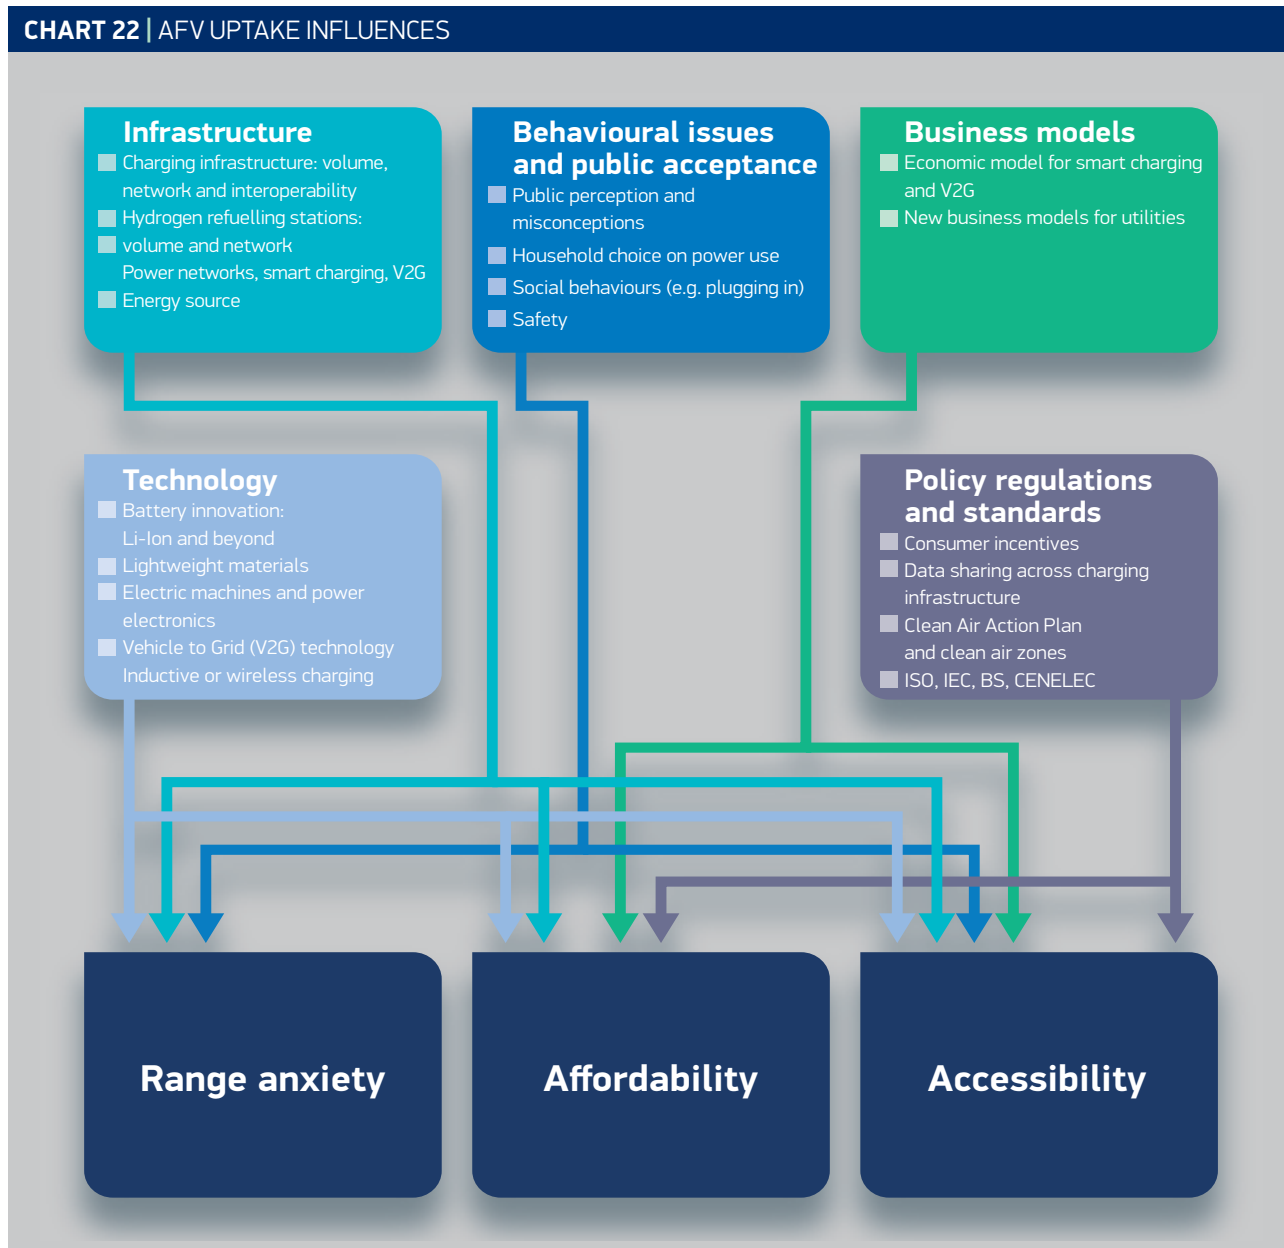 CHART 22 | AFV UPTAKE INFLUENCES
Infrastructure
Charging infrastructure: volume,
network and interoperability
Hydrogen refuelling stations:
volume and network
Power networks, smart charging, V2G
Energy source
Behavioural issues
and public acceptance
Public perception and
misconceptions
Household choice on power use
Social behaviours (e.g. plugging in)
Safety
Business models
Economic model for smart charging
and V2G
New business models for utilities
Technology
Battery innovation:
Li-Ion and beyond
Lightweight materials
Electric machines and power
electronics
Vehicle to Grid (V2G) technology
Inductive or wireless charging
Policy regulations
and standards
Consumer incentives
Data sharing across charging
infrastructure
Clean Air Action Plan
and clean air zones
ISO, IEC, BS, CENELEC
Range anxiety
Affordability
Accessibility